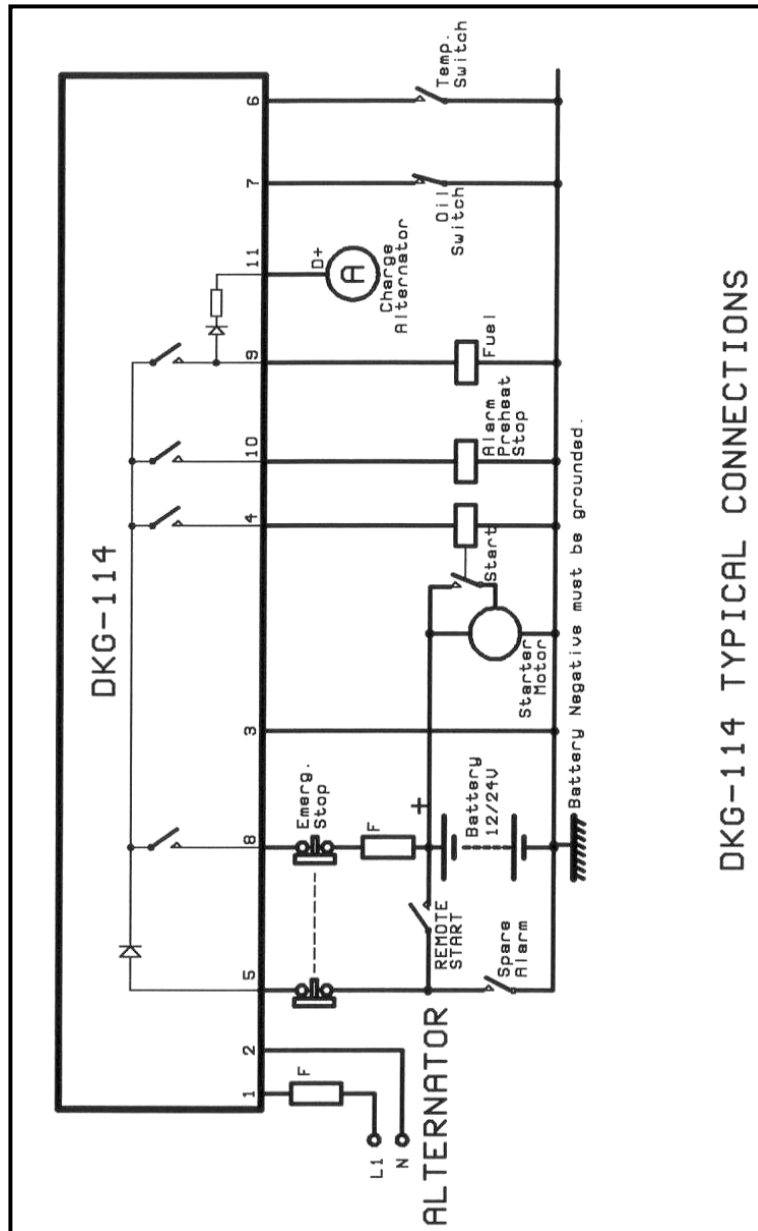 DKG-114
1
2
5
8
3
4
10
9
11
7
6
F
L1
N
ALTERNATOR
Emerg.
Stop
F
+
REMOTE
START
Battery
12/24V
Spare
Alarm
Starter
Motor
Start
Alarm
Preheat
Stop
Fuel
D+
A
Charge
Alternator
Oil
Switch
Temp.
Switch
Battery Negative must be grounded.
DKG-114 TYPICAL CONNECTIONS